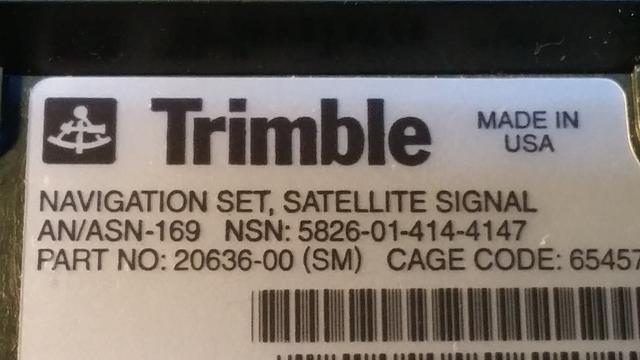 Trimble
MADE IN
USA
NAVIGATION SET, SATELLITE SIGNAL
AN/ASN-169 NSN: 5826-01-414-4147
PART NO: 20636-00 (SM) CAGE CODE: 65457